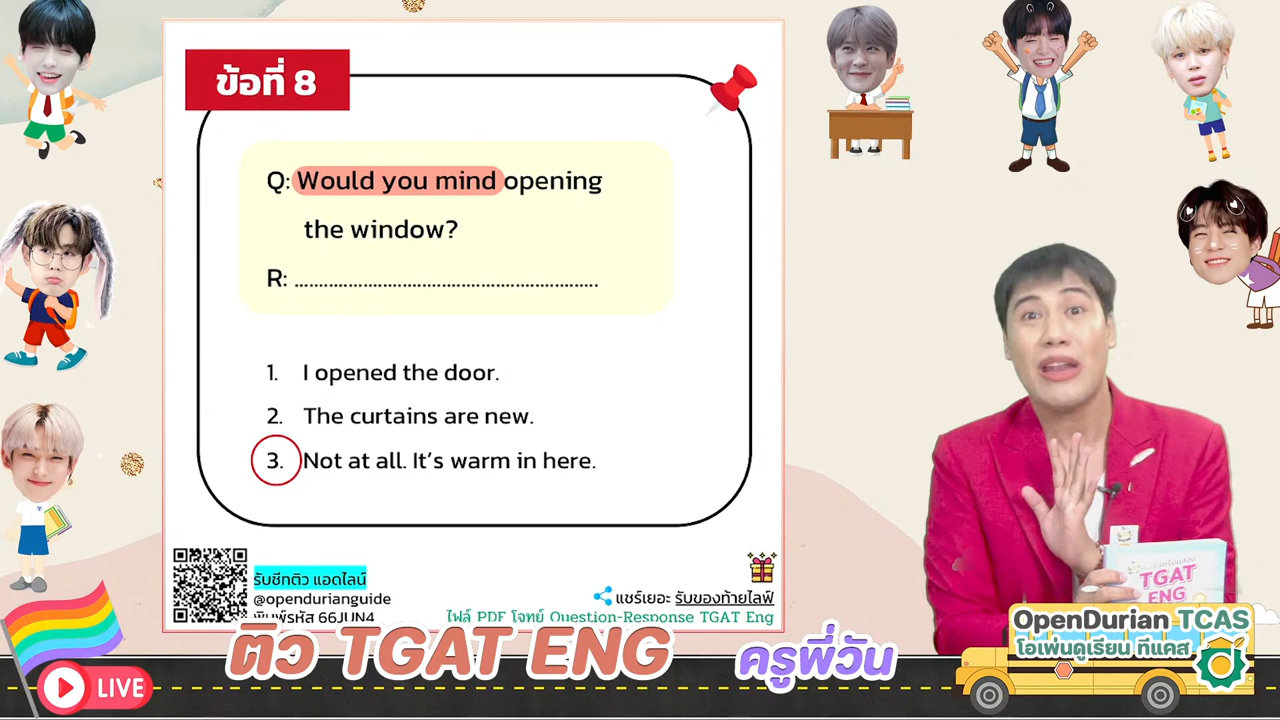 ข้อที่ 8
Q: Would you mind opening
the window?
R: ................................................................
1. I opened the door.
2. The curtains are new.
3. Not at all. It's warm in here.
รับชีทติว แอดไลน์
@opendurianguide
พิมพ์รหัส 66JUN4
แชร์เยอะ รับของท้ายไลฟ์
ไฟล์ PDF โจทย์ Question-Response TGAT Eng
TGAT
ENG
ติว TGAT ENG ครูพี่วัน
LIVE
OpenDurian TCAS
โอเพ่นดูเรียน ทีแคส